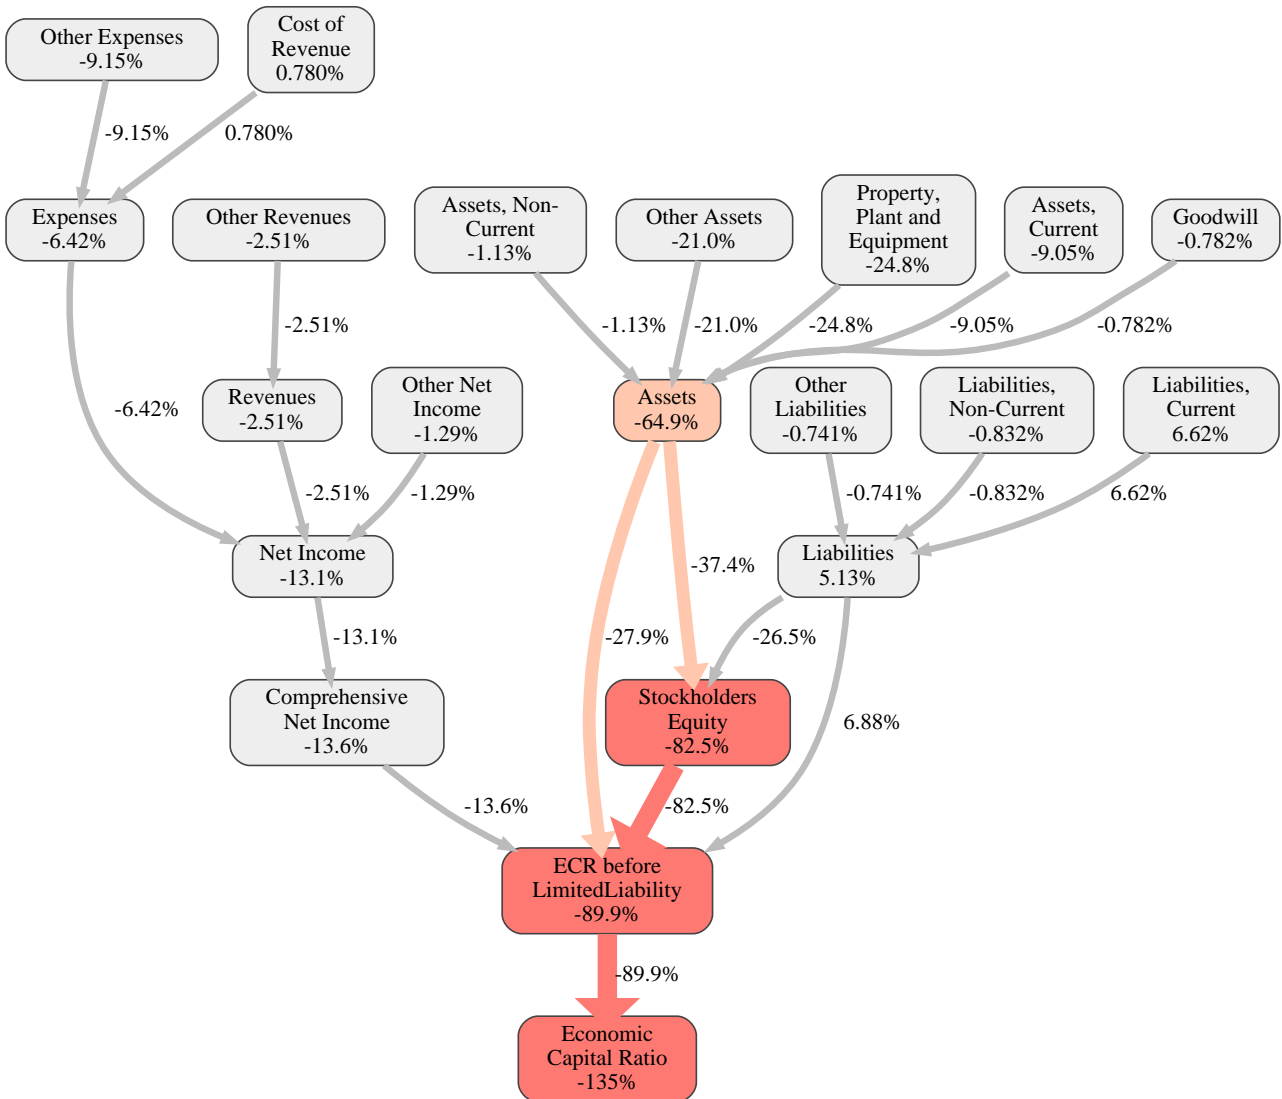 Other Expenses
-9.15%
Cost of
Revenue
0.780%
-9.15%
0.780%
Expenses
-6.42%
Other Revenues
-2.51%
Assets, Non-
Current
-1.13%
Other Assets
-21.0%
Property,
Plant and
Equipment
-24.8%
Assets,
Current
-9.05%
Goodwill
-0.782%
-2.51%
-1.13%
-21.0%
-24.8%
-9.05%
-0.782%
-6.42%
Revenues
-2.51%
Other Net
Income
-1.29%
Assets
-64.9%
Other
Liabilities
-0.741%
Liabilities,
Non-Current
-0.832%
Liabilities,
Current
6.62%
-2.51%
-1.29%
-0.741%
-0.832%
6.62%
Net Income
-13.1%
-37.4%
Liabilities
5.13%
-13.1%
-27.9%
-26.5%
Comprehensive
Net Income
-13.6%
Stockholders
Equity
-82.5%
6.88%
-13.6%
-82.5%
ECR before
LimitedLiability
-89.9%
-89.9%
Economic
Capital Ratio
-135%